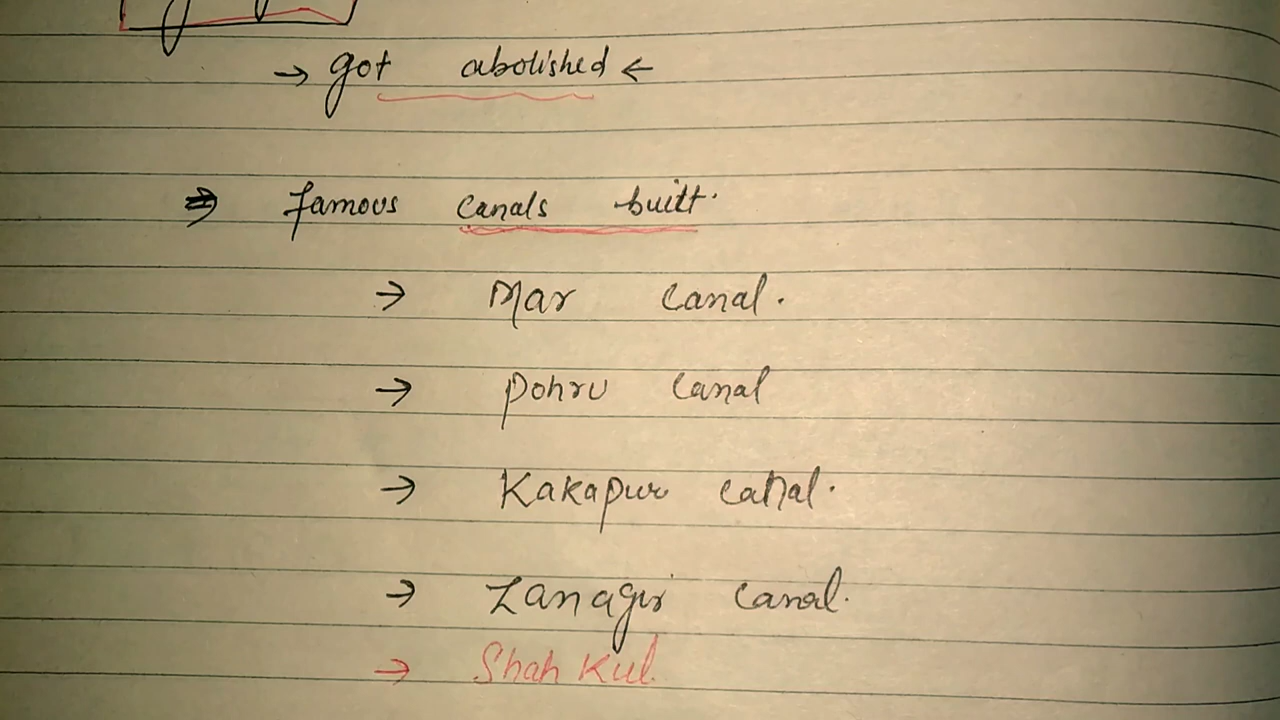 → got abolished ←
⇒ famous canals built.
→ Mar canal.
→ Pohru canal
→ Kakapur canal.
→ Zanagir canal.
→ Shah Kul.